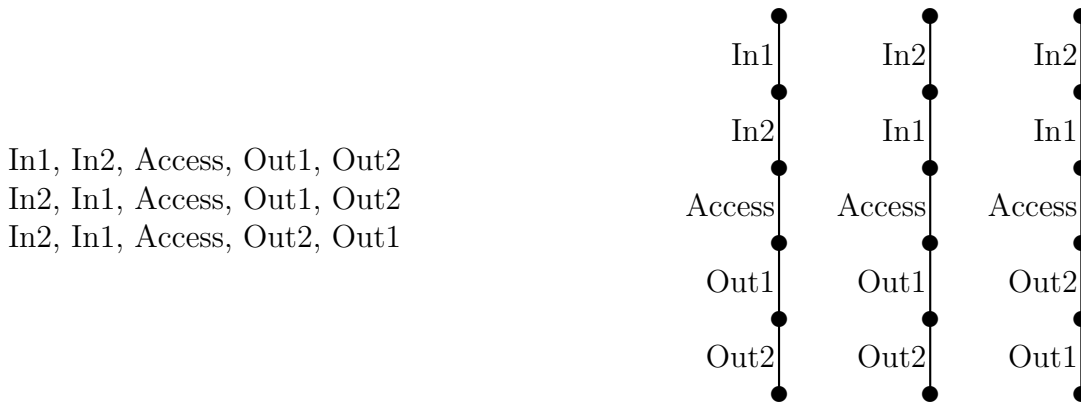 In1, In2, Access, Out1, Out2
In2, In1, Access, Out1, Out2
In2, In1, Access, Out2, Out1
In1 In2 In2
In2 In1 In1
Access Access Access
Out1 Out1 Out2
Out2 Out2 Out1